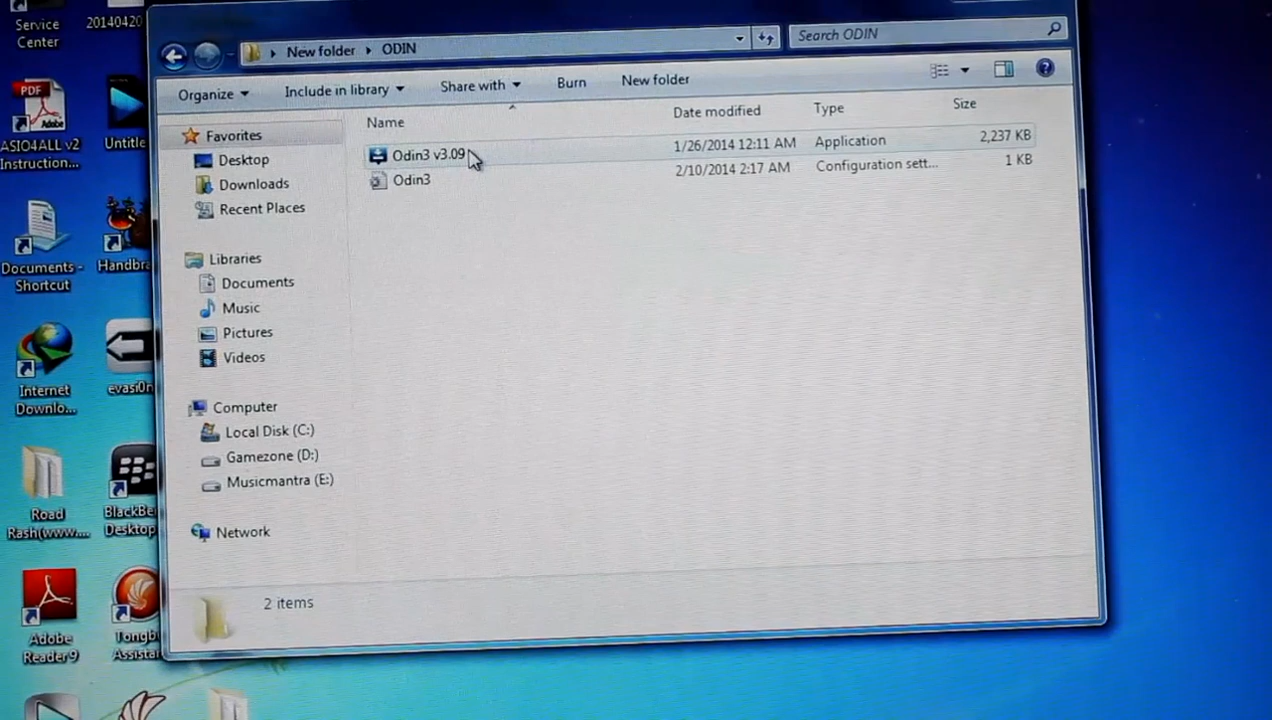 Service
Center
20140420
New folder
ODIN
Search ODIN
Organize
Include in library
Share with
Burn
New folder
Name
Date modified
Type
Size
Odin3 v3.09
1/26/2014 12:11 AM
Application
2,237 KB
Odin3
2/10/2014 2:17 AM
Configuration sett...
1 KB
Favorites
Desktop
Downloads
Recent Places
Libraries
Documents
Music
Pictures
Videos
Computer
Local Disk (C:)
Gamezone (D:)
Musicmantra (E:)
Network
2 items
PDF
Adobe
ASIO4ALL v2
Instruction...
Untitle
Documents -
Shortcut
Handbra
Internet
Downlo...
evasi0n
Road
Rash(www....
BlackBe
Desktop
Adobe
Reader 9
Tongb
Assista